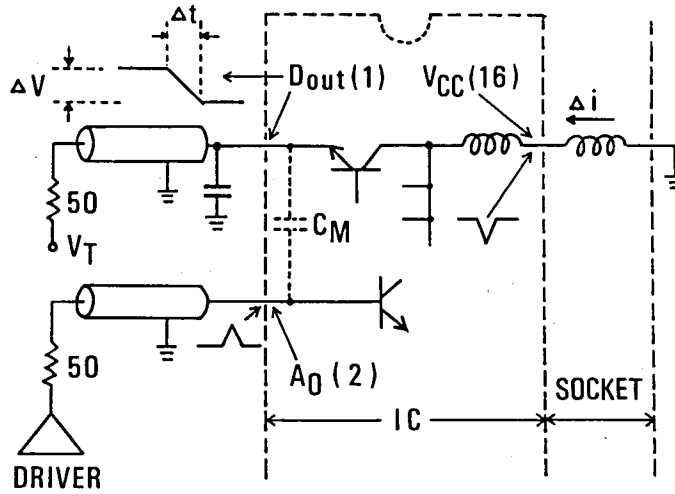 Δt
ΔV
Dout (1)
VCC (16)
Δi
50
VT
CM
50
A0 (2)
IC
SOCKET
DRIVER